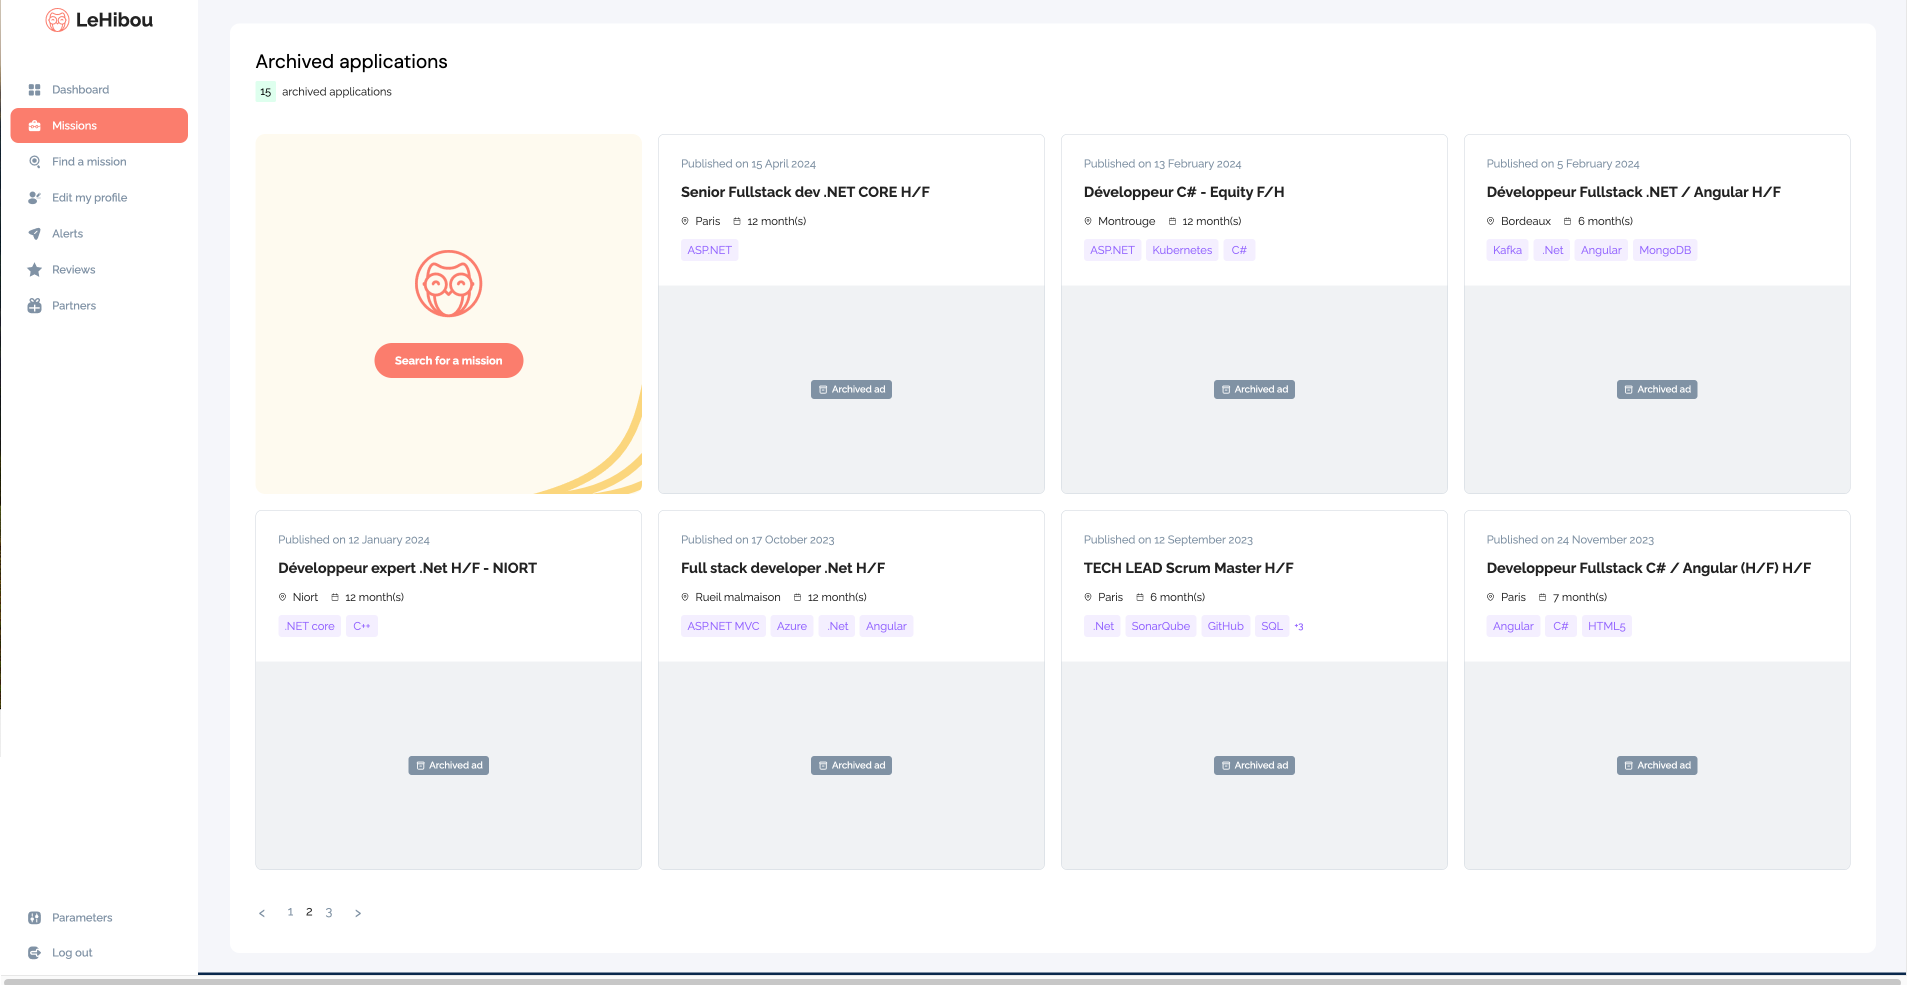 LeHibou
Dashboard
Missions
Find a mission
Edit my profile
Alerts
Reviews
Partners
Parameters
Log out
Archived applications
15 archived applications
Search for a mission
Published on 15 April 2024
Senior Fullstack dev .NET CORE H/F
Paris 12 month(s)
ASP.NET
Archived ad
Published on 13 February 2024
Développeur C# - Equity F/H
Montrouge 12 month(s)
ASP.NET Kubernetes C#
Archived ad
Published on 5 February 2024
Développeur Fullstack .NET / Angular H/F
Bordeaux 6 month(s)
Kafka .Net Angular MongoDB
Archived ad
Published on 12 January 2024
Développeur expert .Net H/F - NIORT
Niort 12 month(s)
.NET core C++
Archived ad
Published on 17 October 2023
Full stack developer .Net H/F
Rueil malmaison 12 month(s)
ASP.NET MVC Azure .Net Angular
Archived ad
Published on 12 September 2023
TECH LEAD Scrum Master H/F
Paris 6 month(s)
.Net SonarQube GitHub SQL +3
Archived ad
Published on 24 November 2023
Developpeur Fullstack C# / Angular (H/F) H/F
Paris 7 month(s)
Angular C# HTML5
Archived ad
< 1 2 3 >